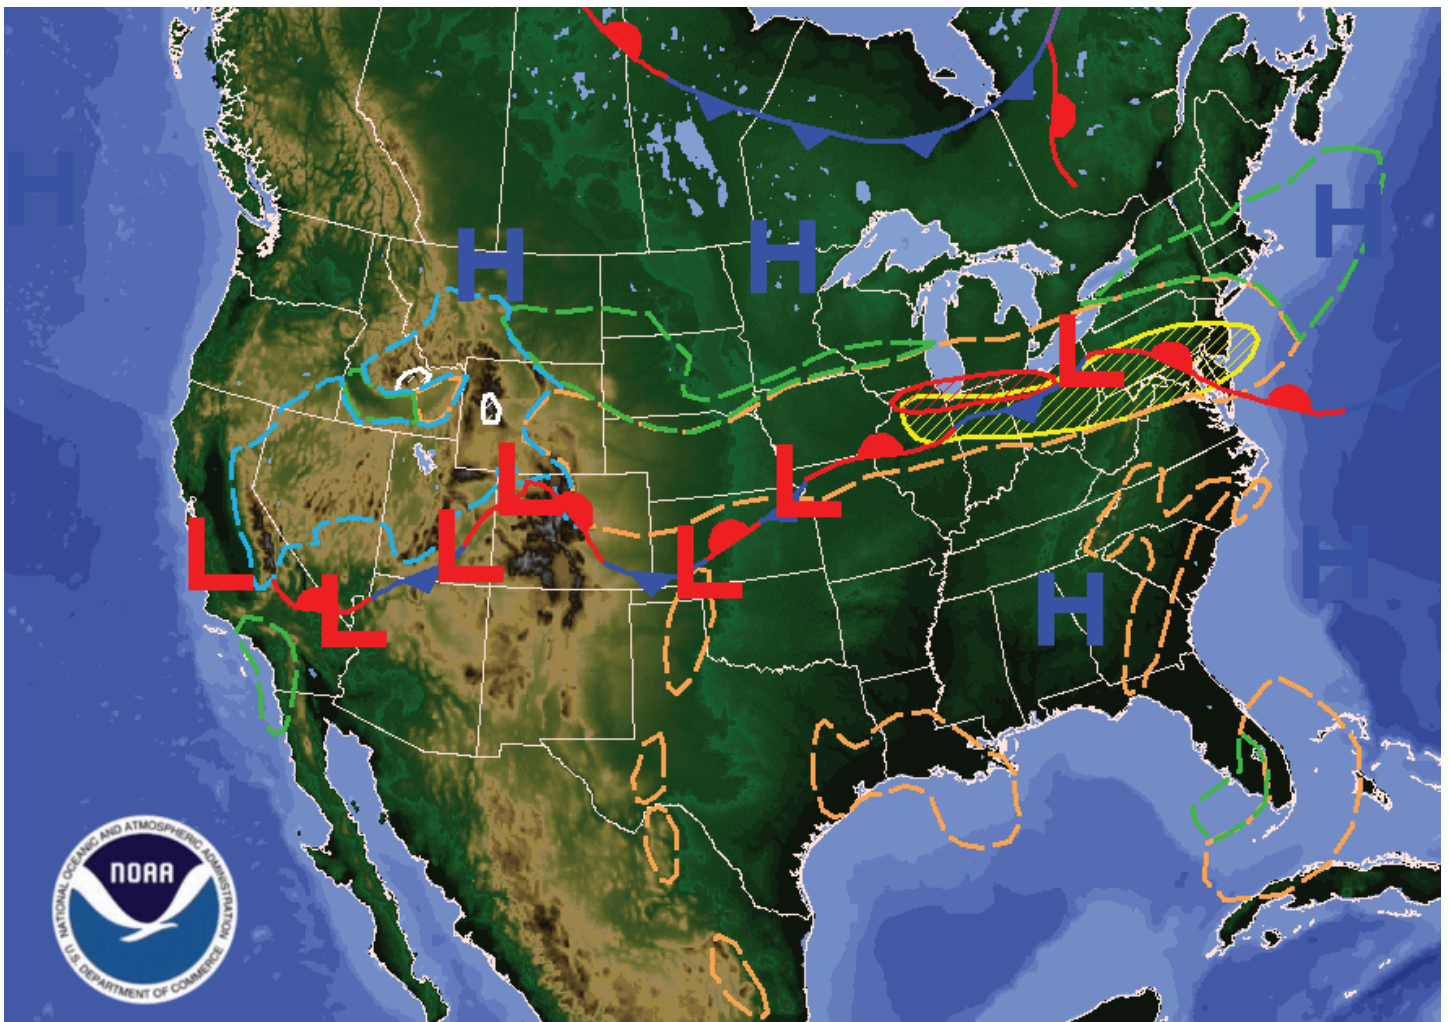 H
H
H
H
L
L
L
L
L
L
L
H
H
NATIONAL OCEANIC AND ATMOSPHERIC ADMINISTRATION
NOAA
U.S. DEPARTMENT OF COMMERCE